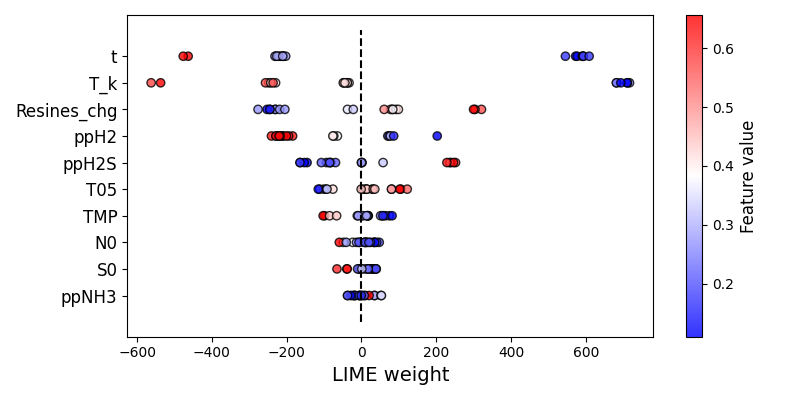 t
T_k
Resines_chg
ppH2
ppH2S
T05
TMP
N0
S0
ppNH3
−600 −400 −200 0 200 400 600
LIME weight
0.6
0.5
0.4
0.3
0.2
Feature value